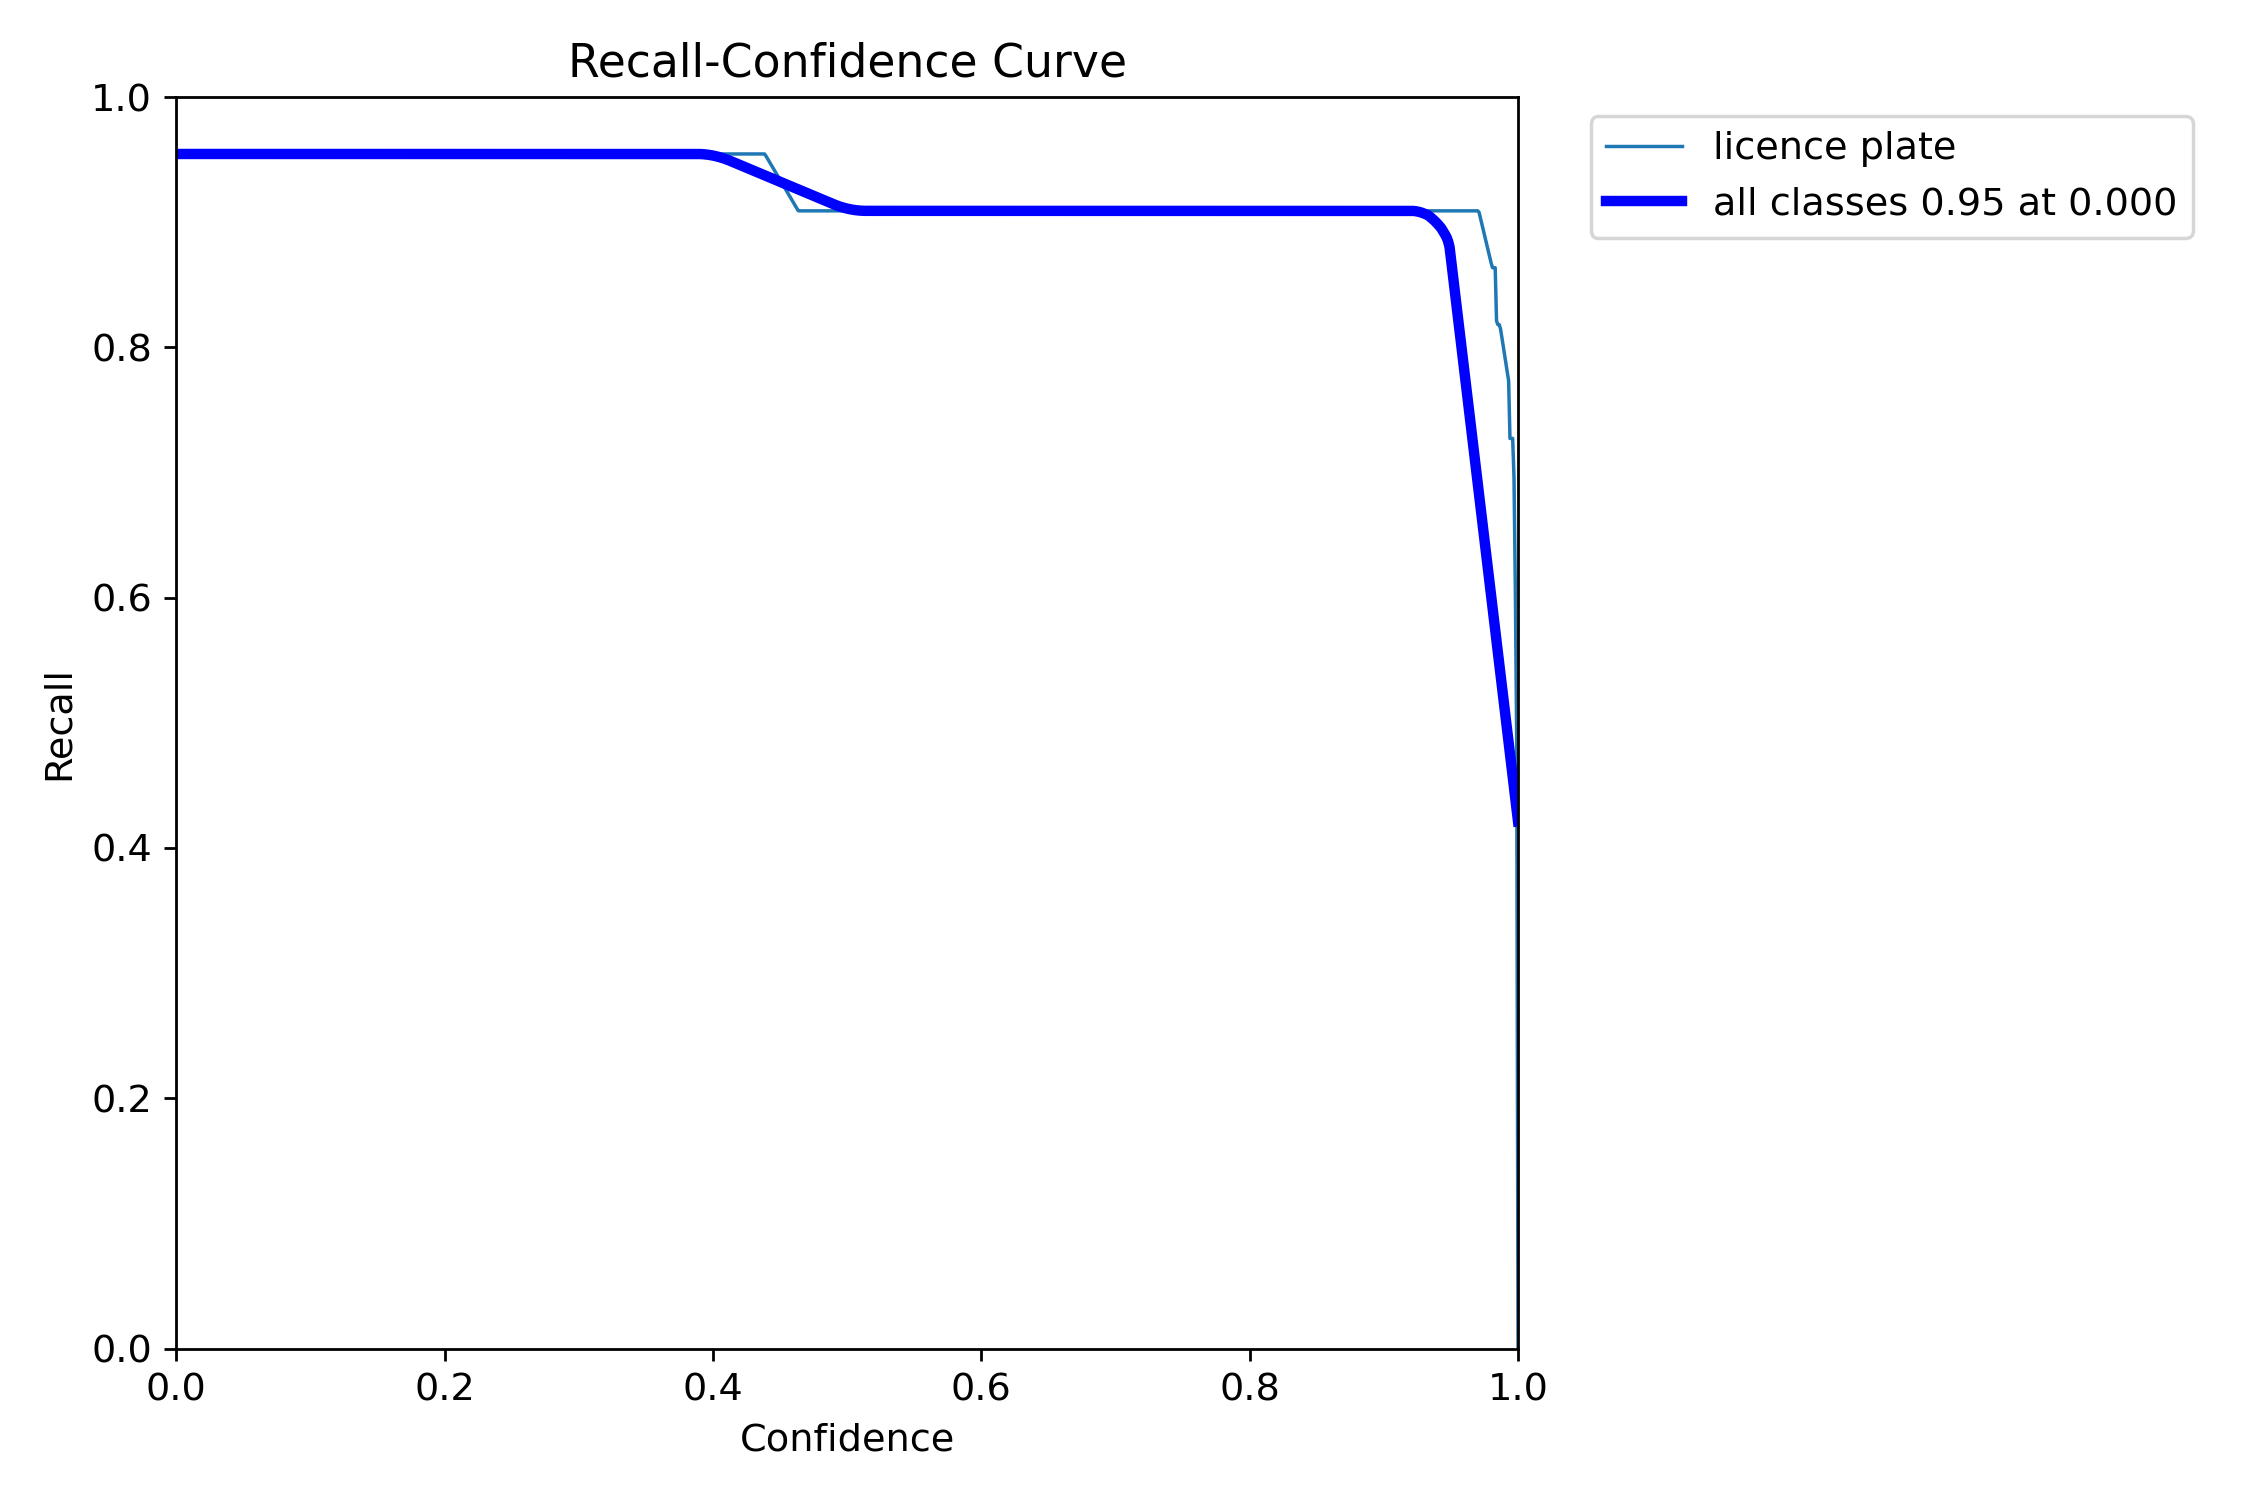 Recall-Confidence Curve
licence plate
all classes 0.95 at 0.000
1.0
0.8
0.6
0.4
0.2
0.0
Recall
0.0 0.2 0.4 0.6 0.8 1.0
Confidence